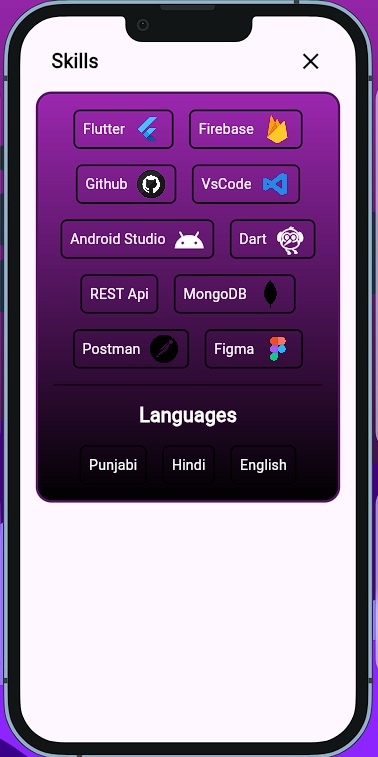 Skills
Flutter Firebase
Github VsCode
Android Studio Dart
REST Api MongoDB
Postman Figma
Languages
Punjabi Hindi English